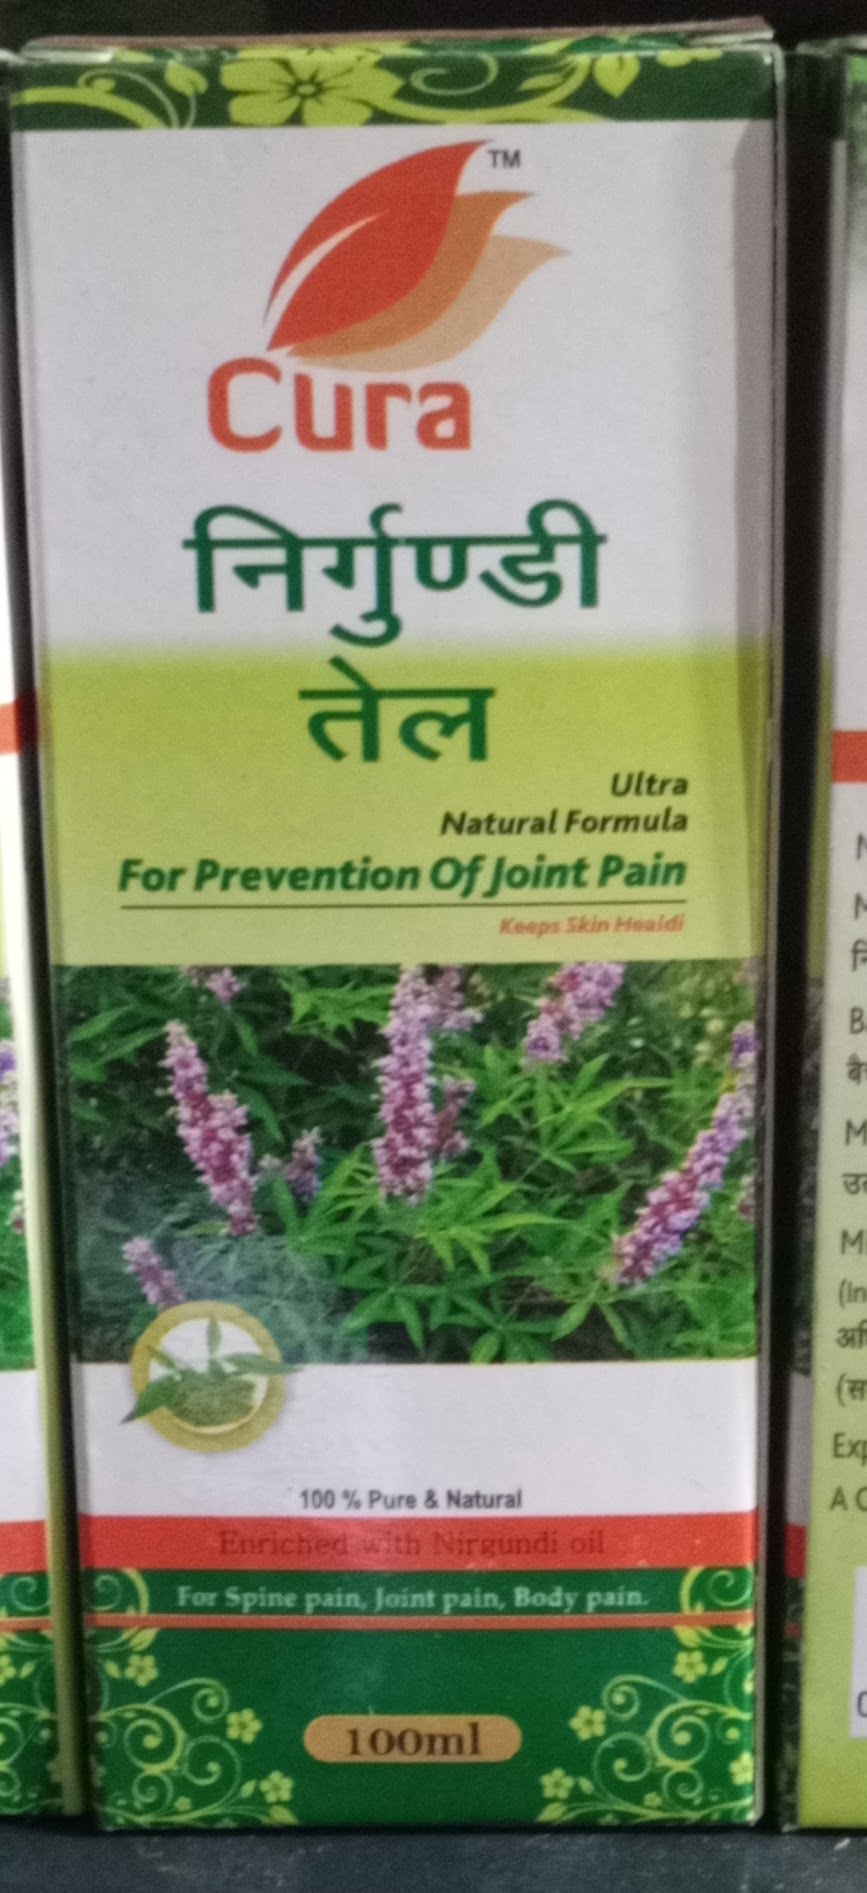 TM
Cura
निर्गुण्डी
तेल
Ultra
Natural Formula
For Prevention Of Joint Pain
Keeps Skin Healdi
100 % Pure & Natural
Enriched with Nirgundi oil
For Spine pain, Joint pain, Body pain.
100ml